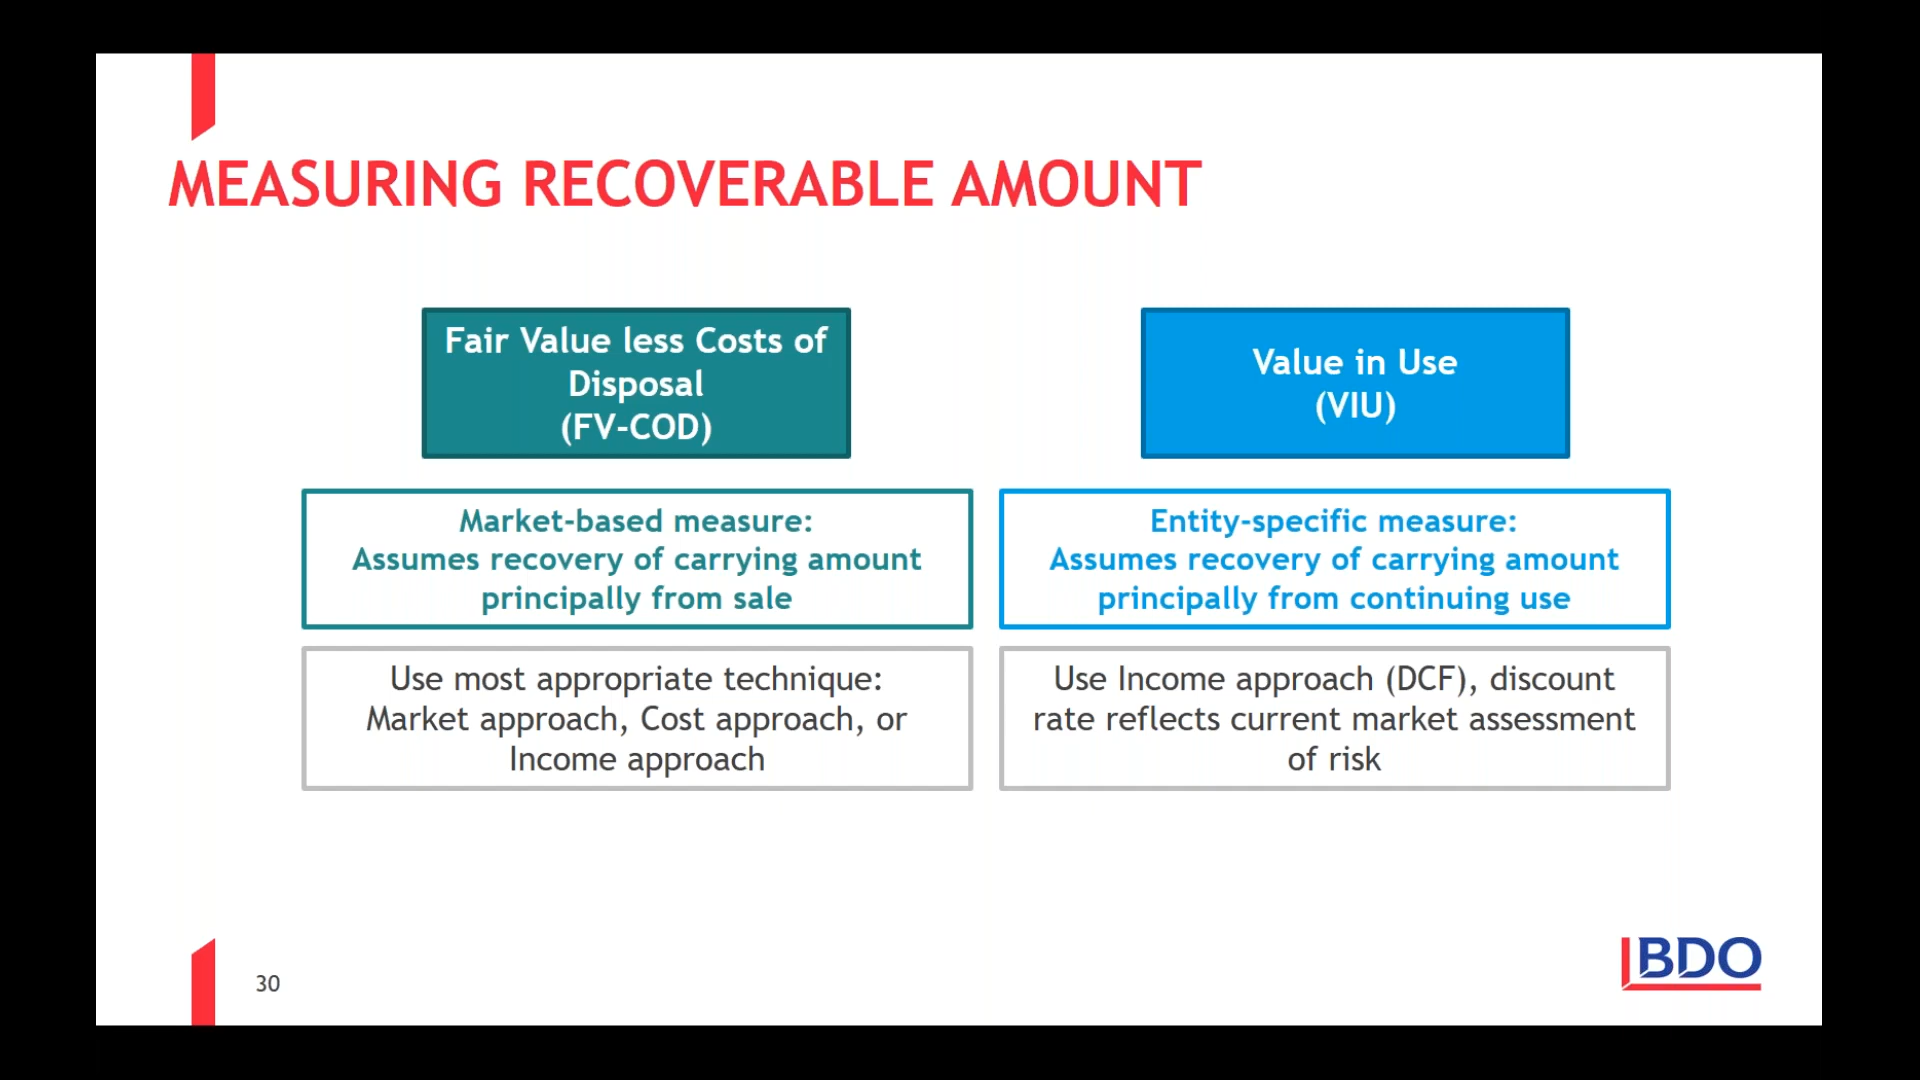 MEASURING RECOVERABLE AMOUNT
Fair Value less Costs of
Disposal
(FV-COD)
Value in Use
(VIU)
Market-based measure:
Assumes recovery of carrying amount
principally from sale
Entity-specific measure:
Assumes recovery of carrying amount
principally from continuing use
Use most appropriate technique:
Market approach, Cost approach, or
Income approach
Use Income approach (DCF), discount
rate reflects current market assessment
of risk
30
BDO